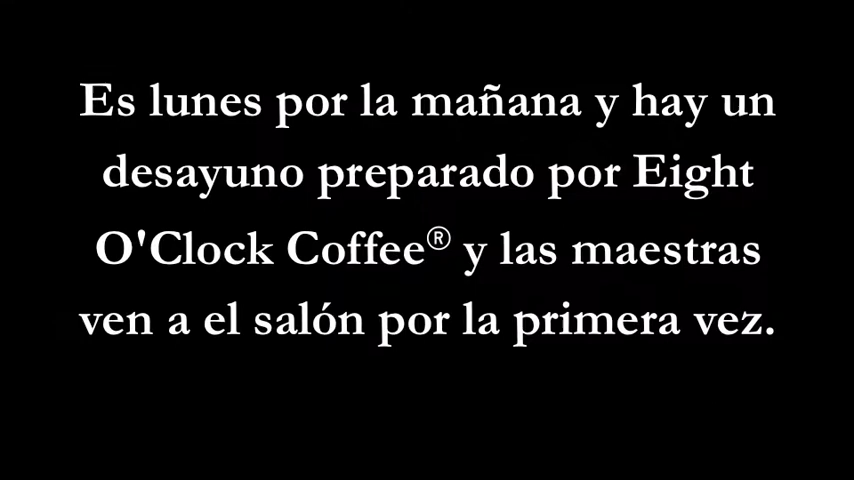 Es lunes por la mañana y hay un
desayuno preparado por Eight
O'Clock Coffee® y las maestras
ven a el salón por la primera vez.